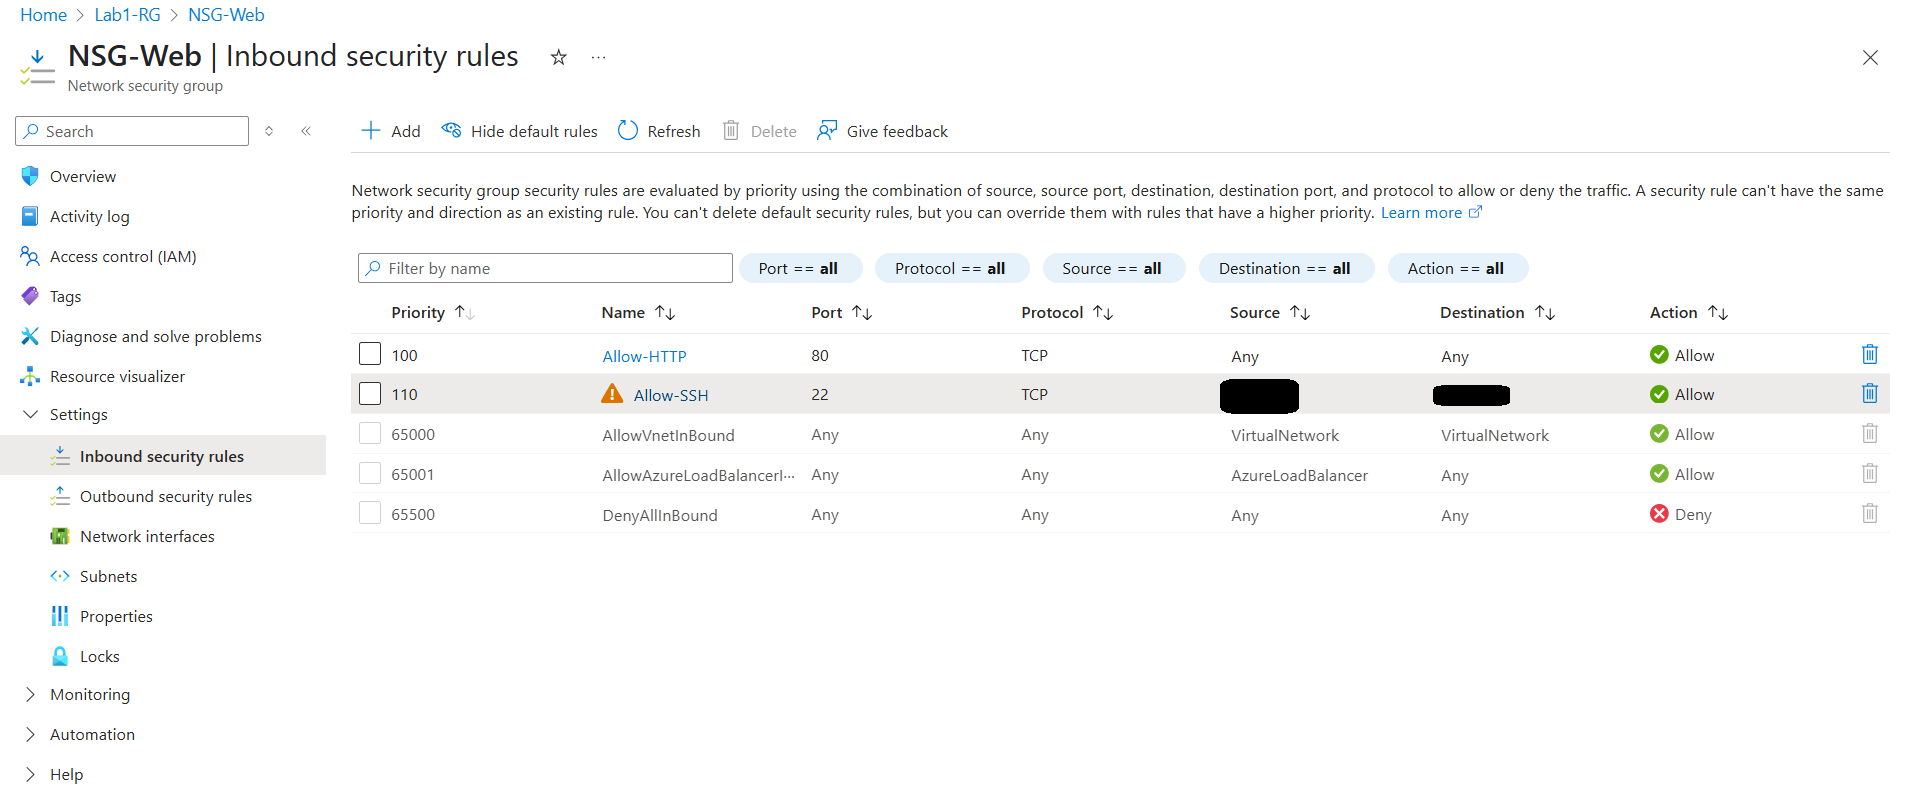 Home > Lab1-RG > NSG-Web
NSG-Web | Inbound security rules
Network security group
Search
Add Hide default rules Refresh Delete Give feedback
Overview
Activity log
Access control (IAM)
Tags
Diagnose and solve problems
Resource visualizer
Settings
Inbound security rules
Outbound security rules
Network interfaces
Subnets
Properties
Locks
Monitoring
Automation
Help
Network security group security rules are evaluated by priority using the combination of source, source port, destination, destination port, and protocol to allow or deny the traffic. A security rule can't have the same
priority and direction as an existing rule. You can't delete default security rules, but you can override them with rules that have a higher priority. Learn more
Filter by name Port == all Protocol == all Source == all Destination == all Action == all
Priority Name Port Protocol Source Destination Action
100 Allow-HTTP 80 TCP Any Any Allow
110 Allow-SSH 22 TCP Allow
65000 AllowVnetInBound Any Any VirtualNetwork VirtualNetwork Allow
65001 AllowAzureLoadBalancerI··· Any Any AzureLoadBalancer Any Allow
65500 DenyAllInBound Any Any Any Any Deny